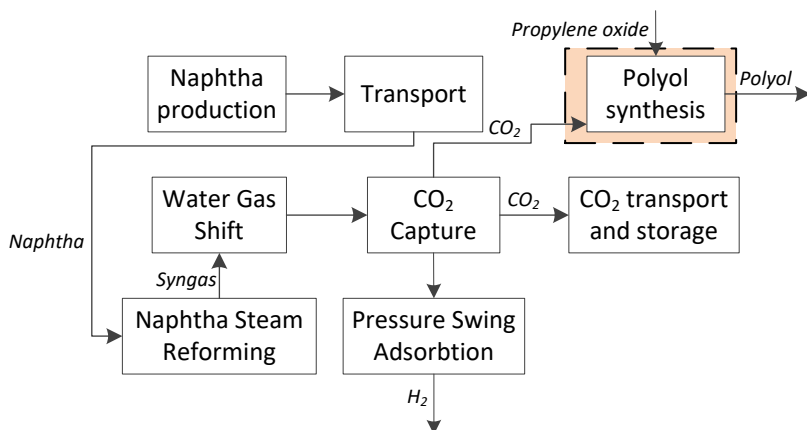 Propylene oxide
Naphtha
production
Transport
Polyol
synthesis
Polyol
CO₂
Water Gas
Shift
CO₂
Capture
CO₂
CO₂ transport
and storage
Naphtha
Syngas
Naphtha Steam
Reforming
Pressure Swing
Adsorbtion
H₂